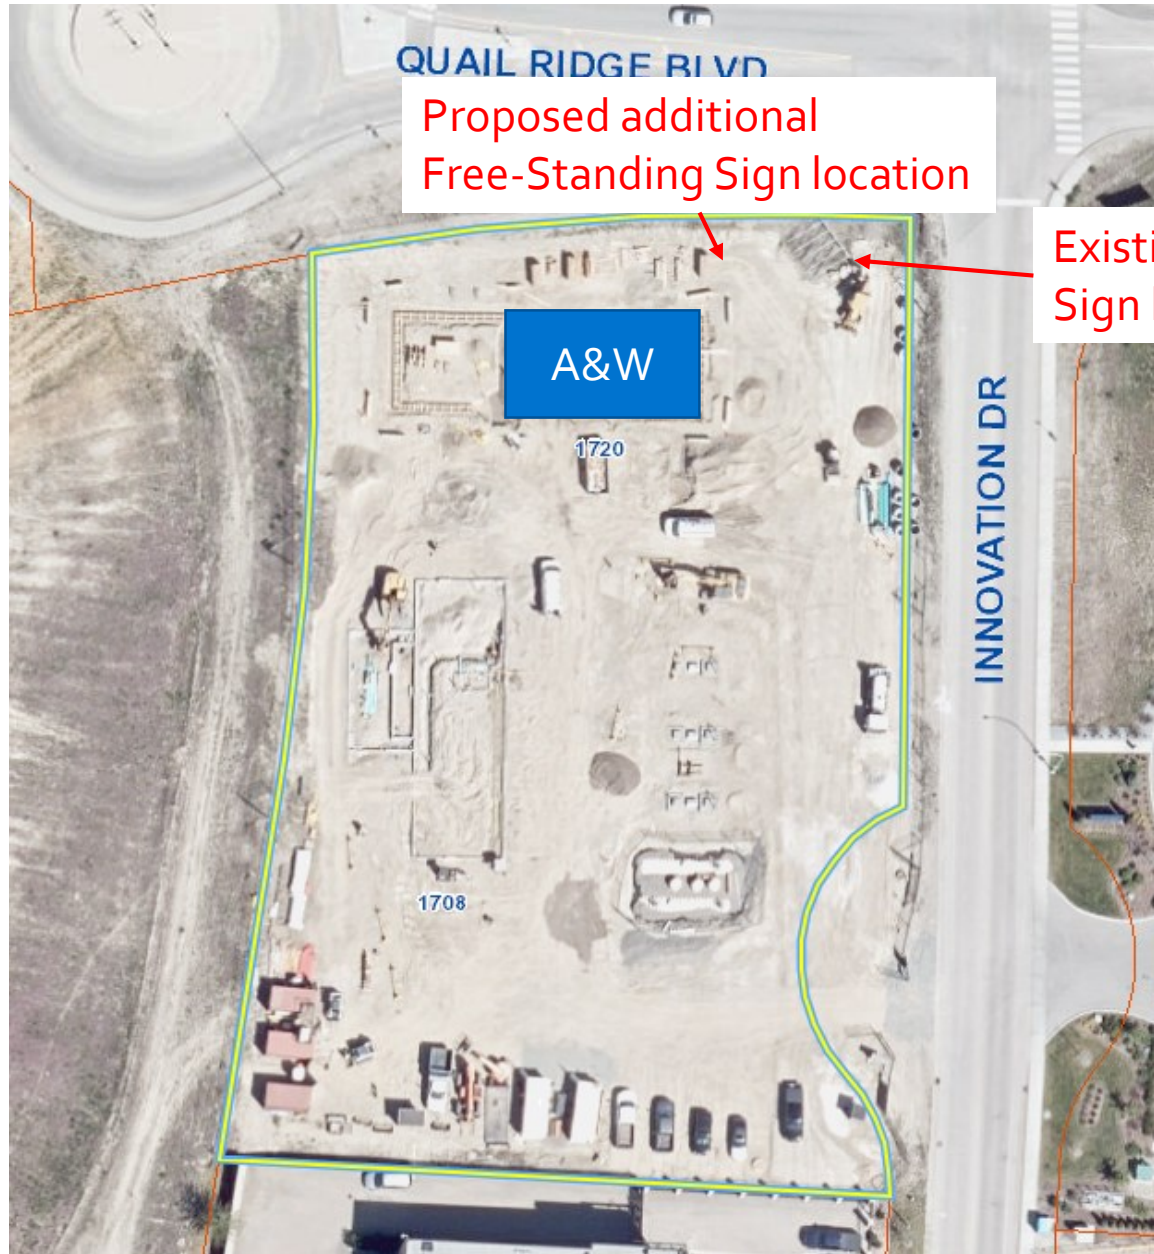 QUAIL RIDGE BLVD
Proposed additional
Free-Standing Sign location
Existi
Sign
A&W
1720
INNOVATION DR
1708